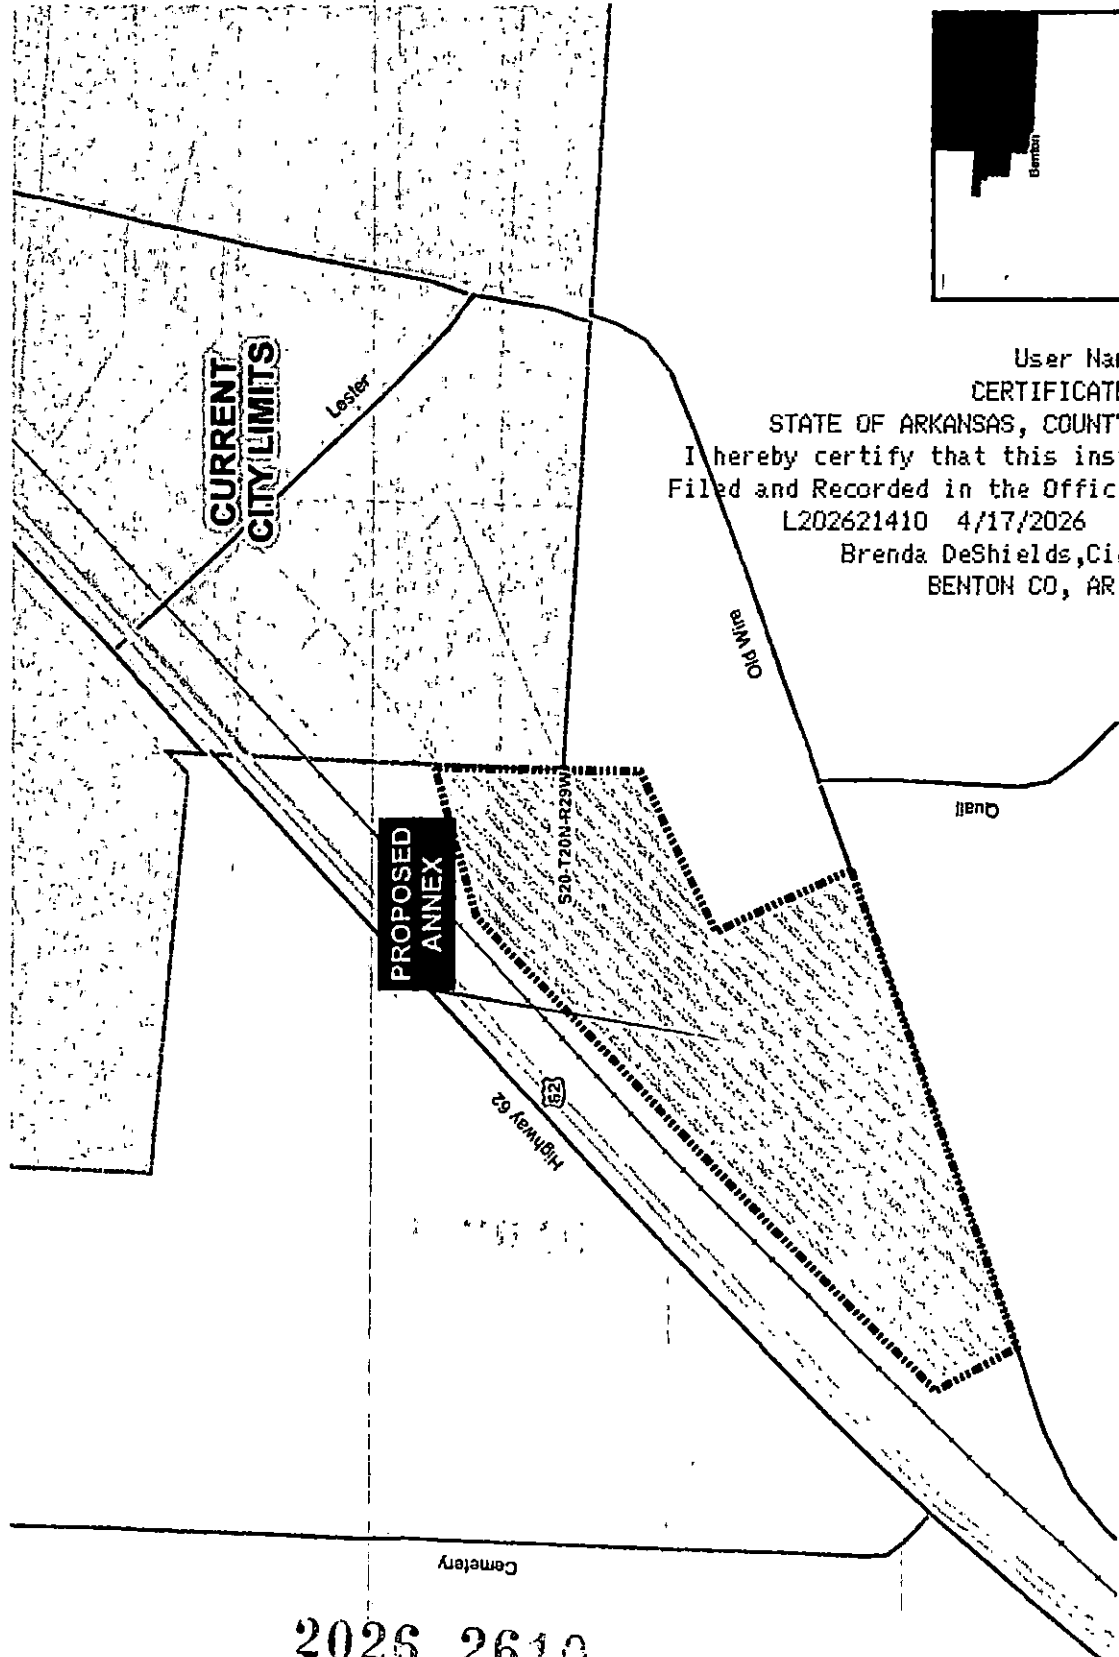 Benton
User Na
CERTIFICATE
STATE OF ARKANSAS, COUNT
I hereby certify that this ins
Filed and Recorded in the Offic
L202621410 4/17/2026
Brenda DeShields,Ci
BENTON CO, AR
CURRENT
CITY LIMITS
Lester
Old Wire
Quail
PROPOSED
ANNEX
S20-T20N-R29W
Highway 62
62
Cemetery
2026 2610